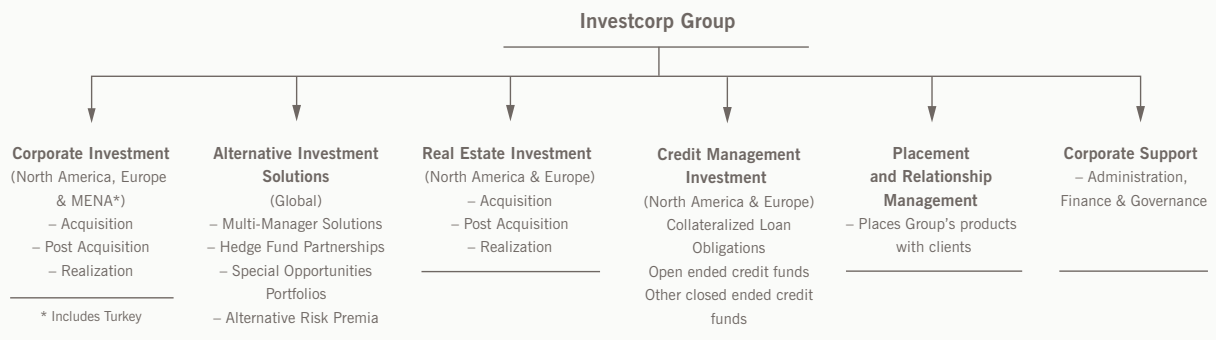 Investcorp Group
Corporate Investment
(North America, Europe
& MENA*)
– Acquisition
– Post Acquisition
– Realization
* Includes Turkey
Alternative Investment
Solutions
(Global)
– Multi-Manager Solutions
– Hedge Fund Partnerships
– Special Opportunities
Portfolios
– Alternative Risk Premia
Real Estate Investment
(North America & Europe)
– Acquisition
– Post Acquisition
– Realization
Credit Management
Investment
(North America & Europe)
Collateralized Loan
Obligations
Open ended credit funds
Other closed ended credit
funds
Placement
and Relationship
Management
– Places Group's products
with clients
Corporate Support
– Administration,
Finance & Governance